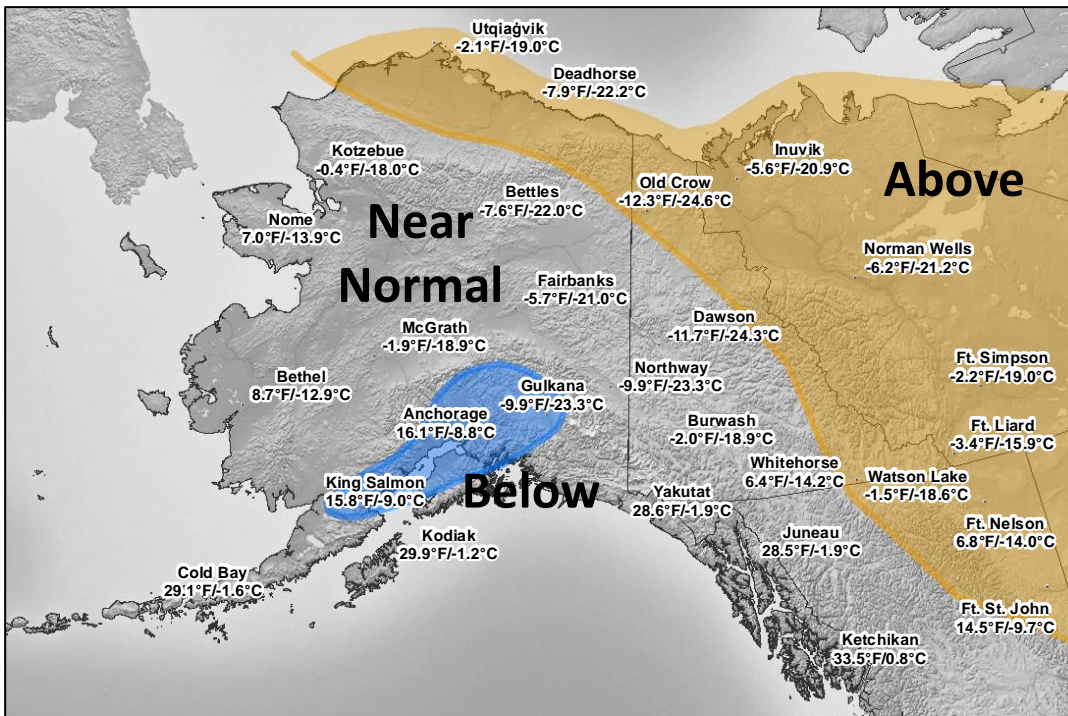 Utqiaġvik
-2.1°F/-19.0°C
Deadhorse
-7.9°F/-22.2°C
Kotzebue
-0.4°F/-18.0°C
Inuvik
-5.6°F/-20.9°C
Above
Old Crow
-12.3°F/-24.6°C
Bettles
-7.6°F/-22.0°C
Near
Normal
Nome
7.0°F/-13.9°C
Norman Wells
-6.2°F/-21.2°C
Fairbanks
-5.7°F/-21.0°C
Dawson
-11.7°F/-24.3°C
McGrath
-1.9°F/-18.9°C
Ft. Simpson
-2.2°F/-19.0°C
Northway
-9.9°F/-23.3°C
Bethel
8.7°F/-12.9°C
Gulkana
-9.9°F/-23.3°C
Anchorage
16.1°F/-8.8°C
Burwash
-2.0°F/-18.9°C
Ft. Liard
-3.4°F/-15.9°C
Whitehorse
6.4°F/-14.2°C
Watson Lake
-1.5°F/-18.6°C
King Salmon
15.8°F/-9.0°C
Below
Yakutat
28.6°F/-1.9°C
Ft. Nelson
6.8°F/-14.0°C
Kodiak
29.9°F/-1.2°C
Juneau
28.5°F/-1.9°C
Cold Bay
29.1°F/-1.6°C
Ft. St. John
14.5°F/-9.7°C
Ketchikan
33.5°F/0.8°C